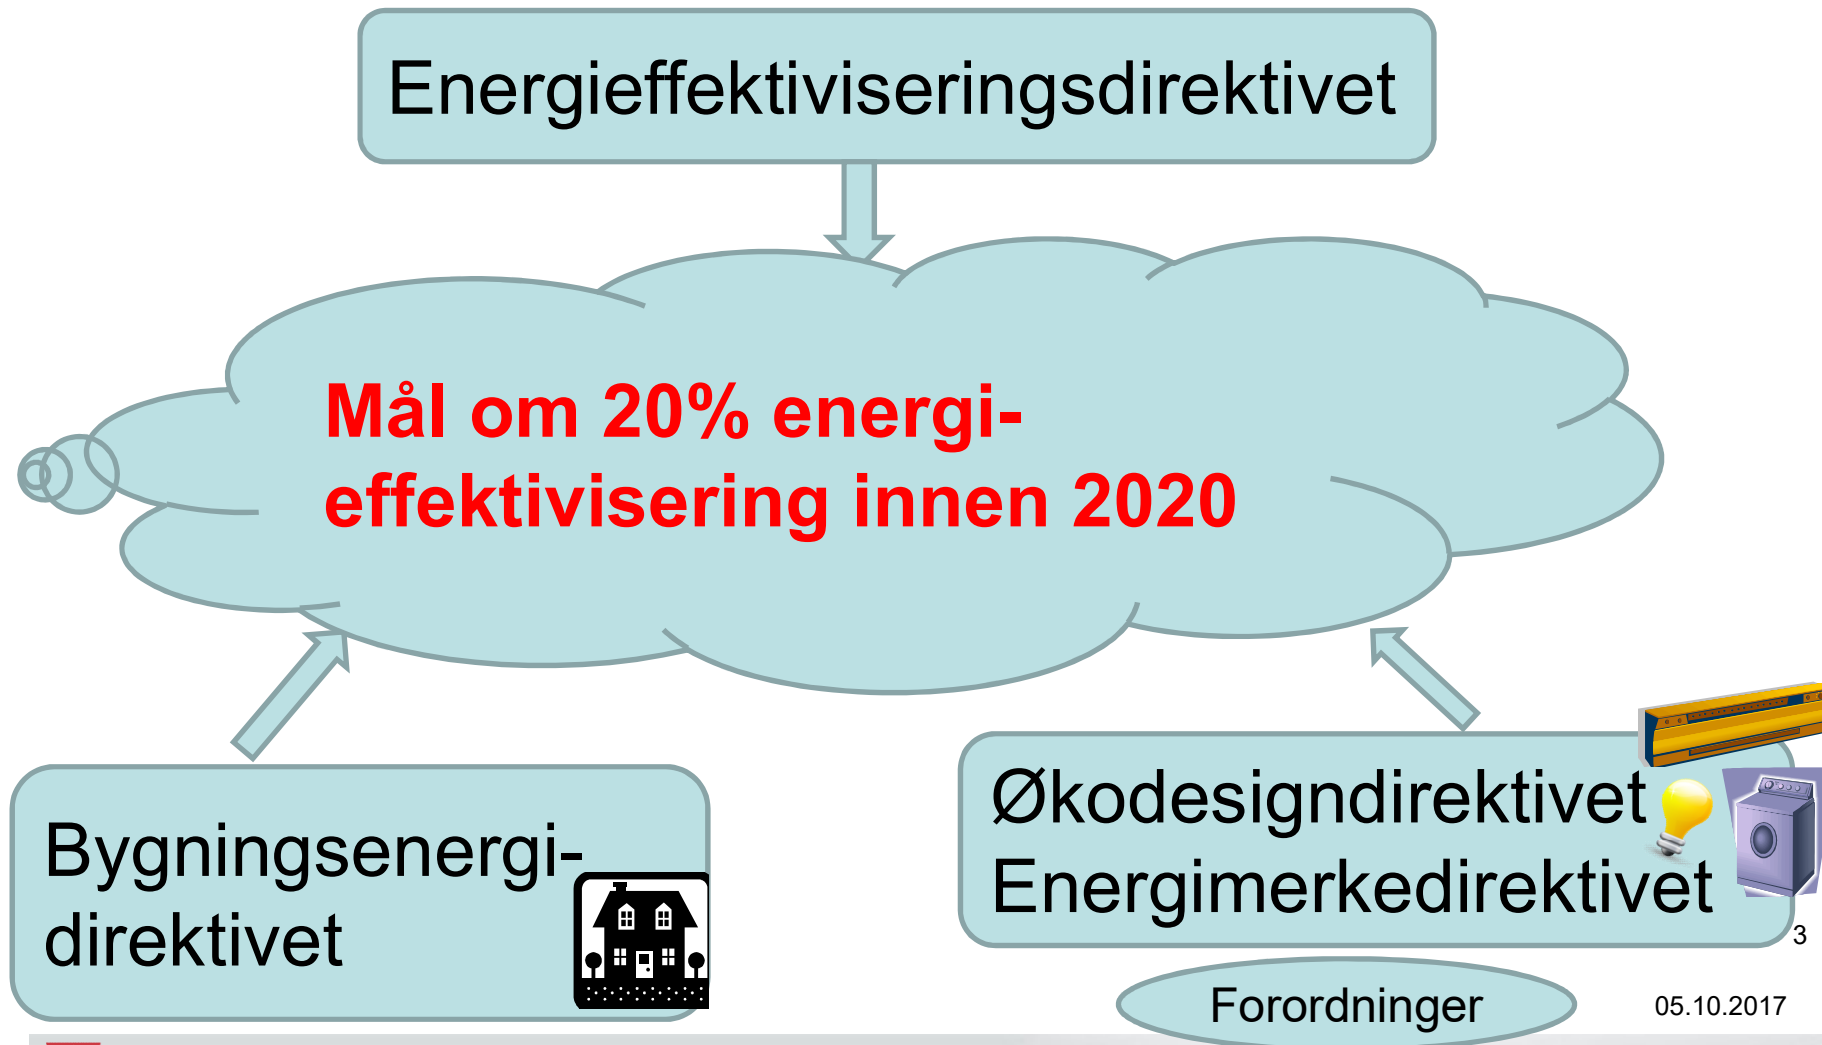 Energieffektiviseringsdirektivet
Mål om 20% energi-
effektivisering innen 2020
Bygningsenergi-
direktivet
Økodesigndirektivet
Energimerkedirektivet
3
Forordninger
05.10.2017